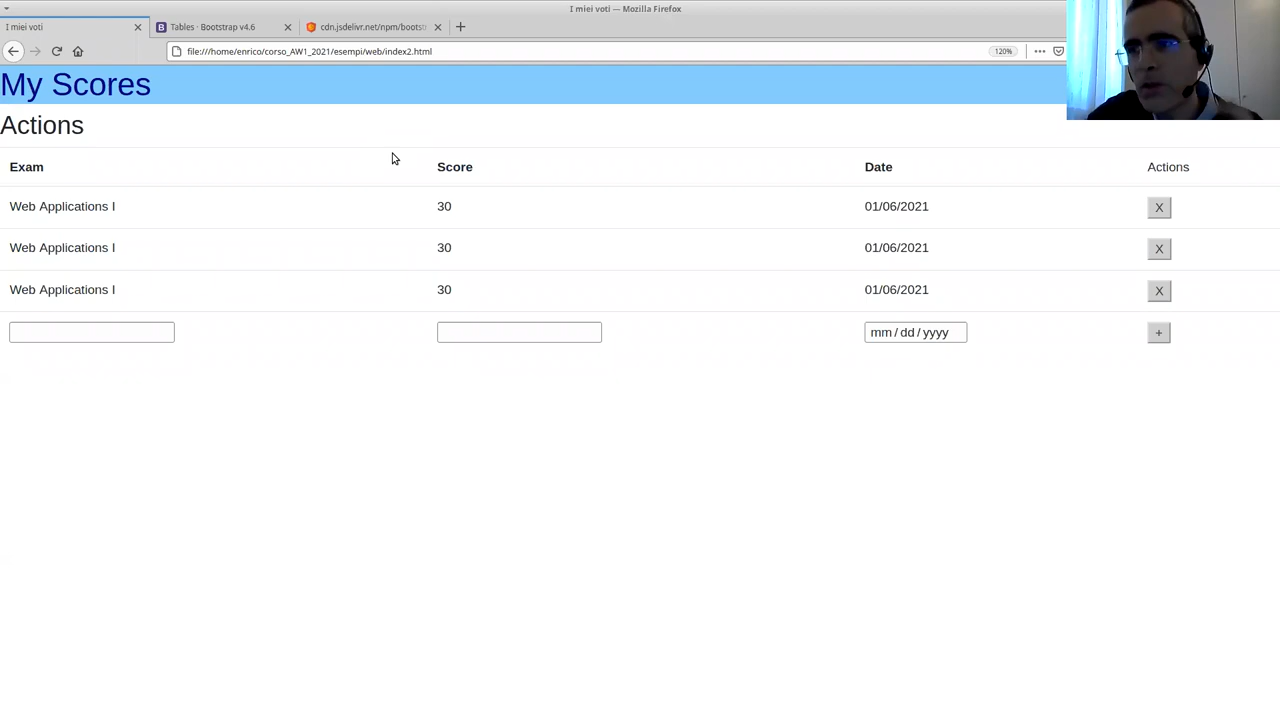 I miei voti — Mozilla Firefox
I miei voti
Tables · Bootstrap v4.6
cdn.jsdelivr.net/npm/bootst
file:///home/enrico/corso_AW1_2021/esempi/web/index2.html
120%
My Scores
Actions
Exam Score Date Actions
Web Applications I 30 01/06/2021 X
Web Applications I 30 01/06/2021 X
Web Applications I 30 01/06/2021 X
mm / dd / yyyy +